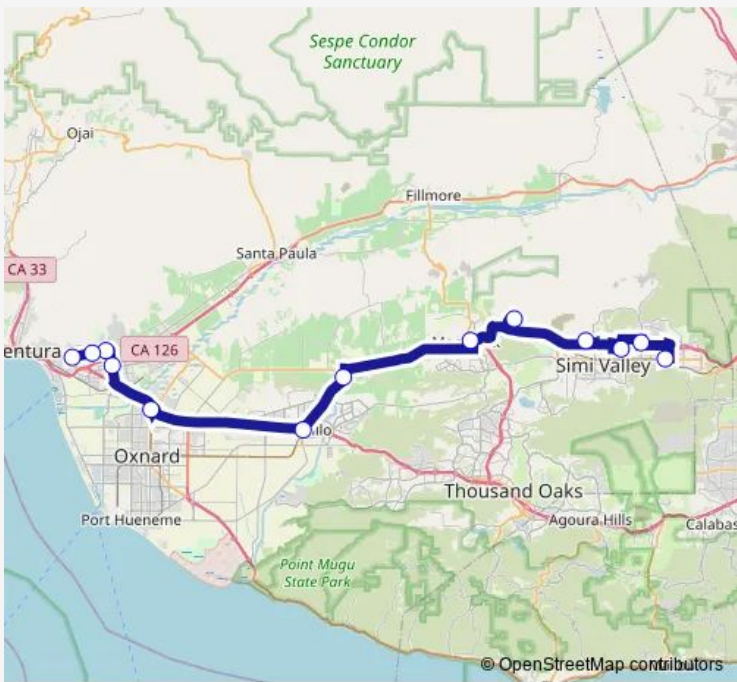 Sespe Condor
Sanctuary
Ojai
Fillmore
Santa Paula
CA 33
CA 126
entura
Simi Valley
ilo
Oxnard
Thousand Oaks
Port Hueneme
Agoura Hills
Calabas
Point Mugu
State Park
© OpenStreetMap contributors